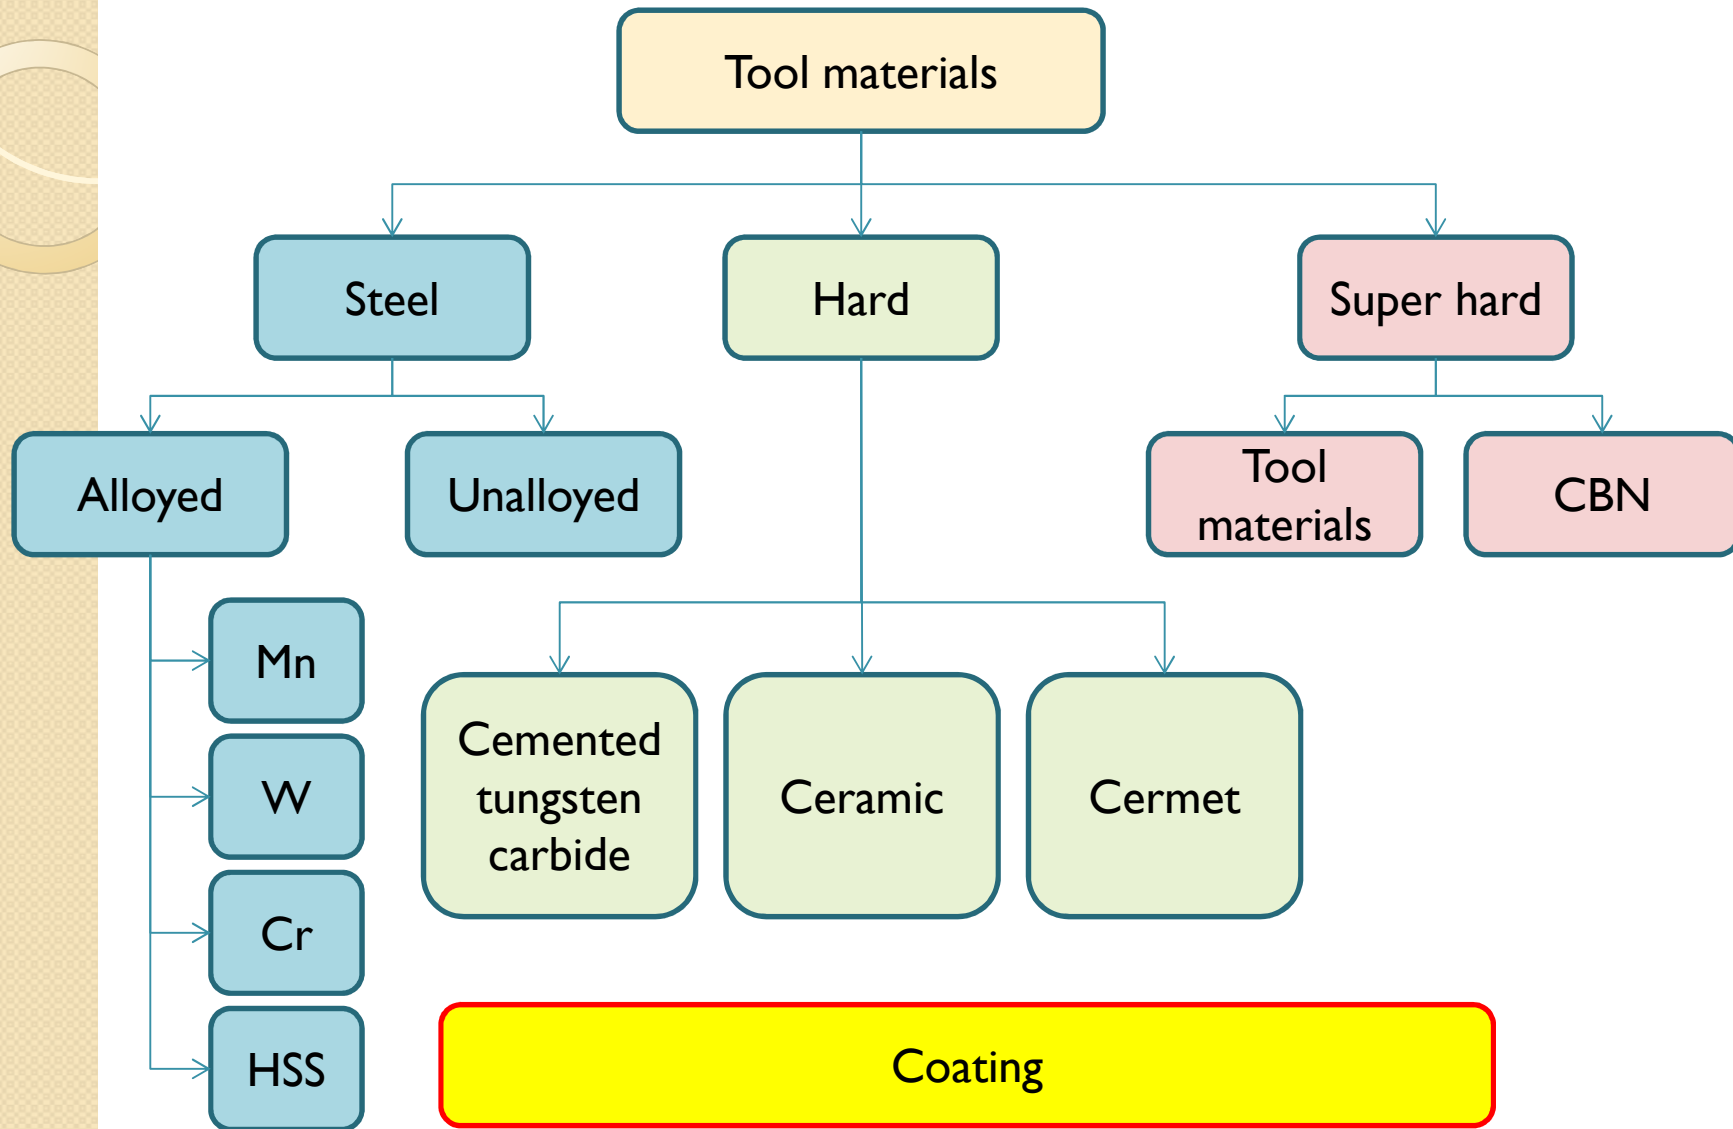 Tool materials
Steel
Hard
Super hard
Alloyed
Unalloyed
Tool
materials
CBN
Mn
W
Cr
HSS
Cemented
tungsten
carbide
Ceramic
Cermet
Coating